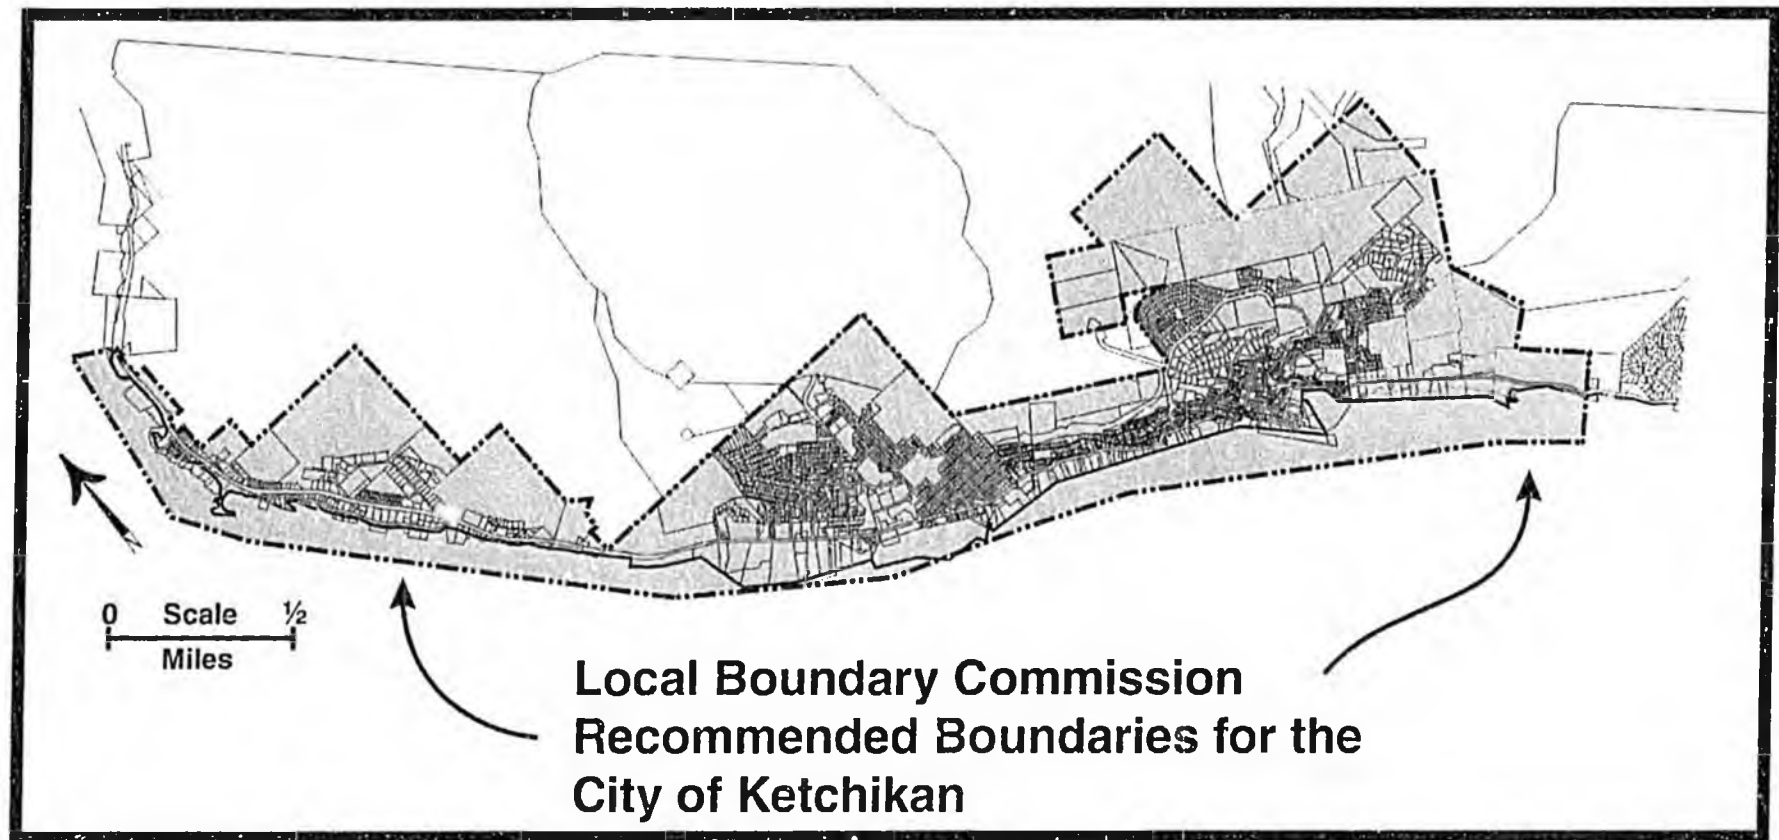 0 Scale ½
Miles
Local Boundary Commission
Recommended Boundaries for the
City of Ketchikan